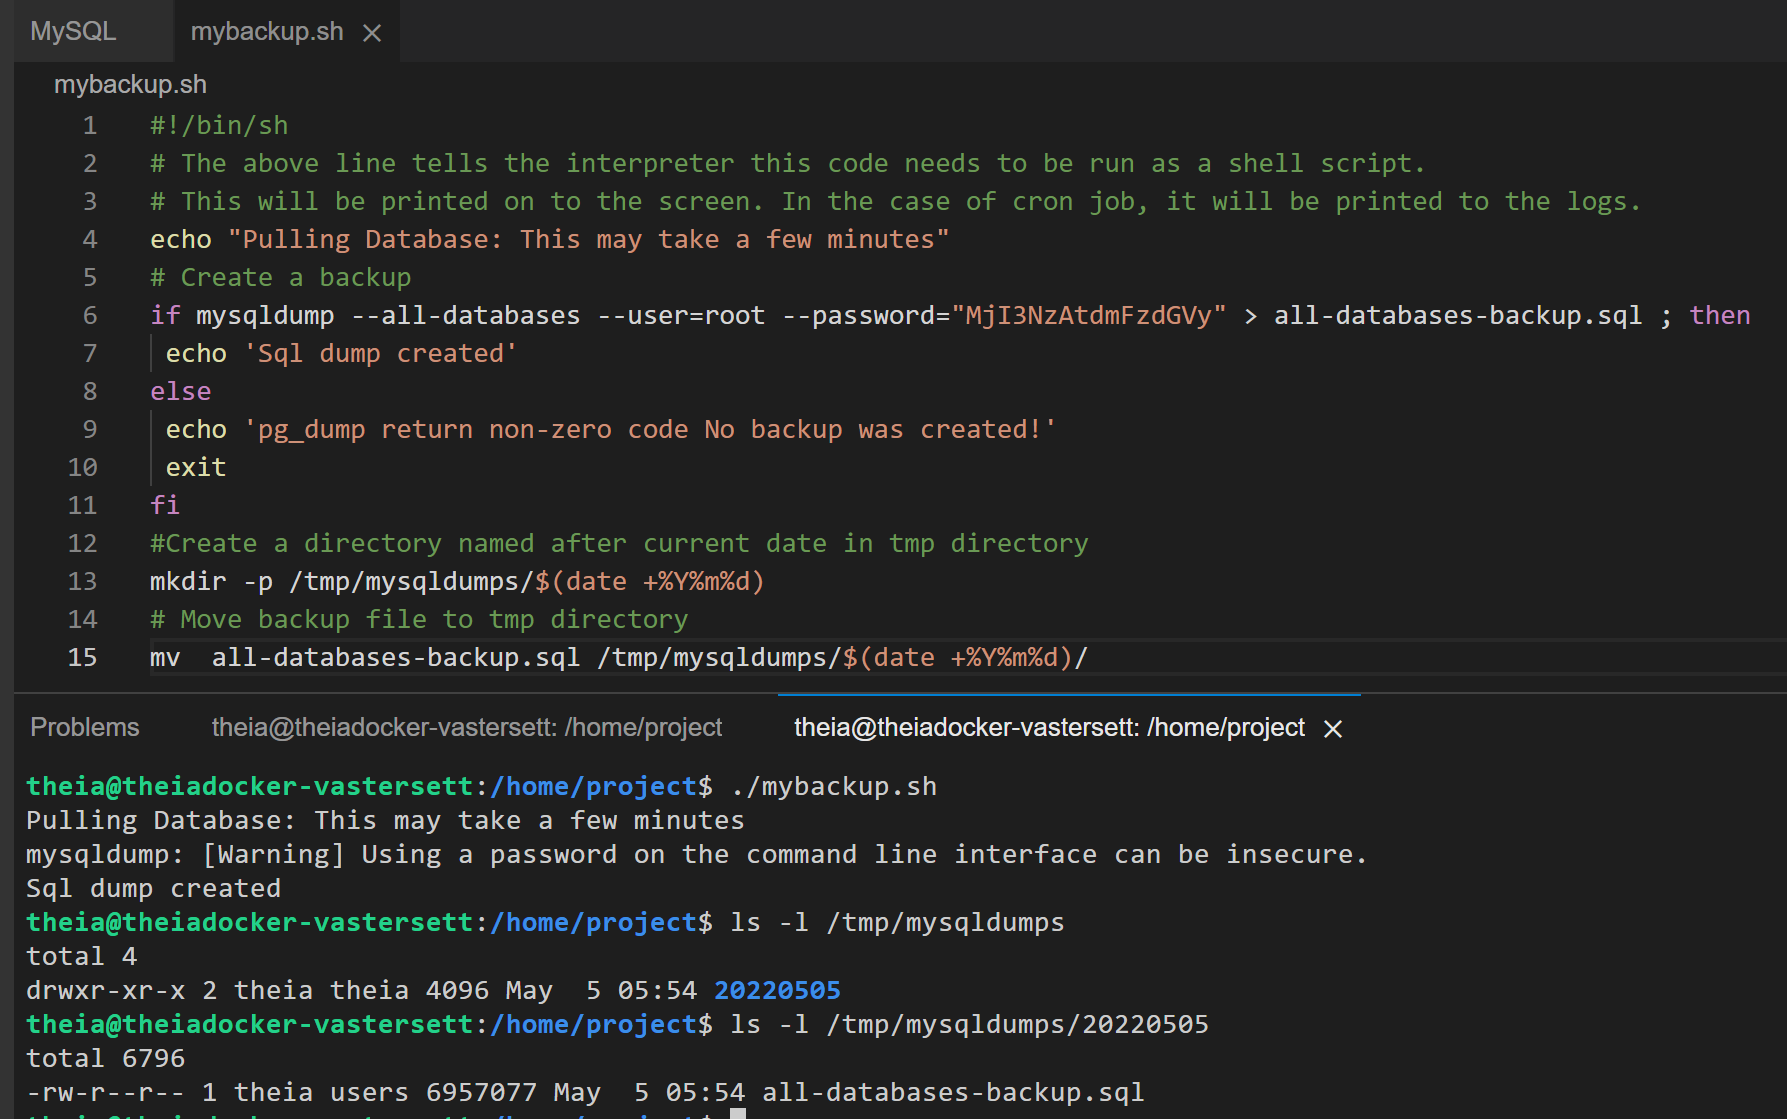 MySQL
mybackup.sh
mybackup.sh
1 #!/bin/sh
2 # The above line tells the interpreter this code needs to be run as a shell script.
3 # This will be printed on to the screen. In the case of cron job, it will be printed to the logs.
4 echo "Pulling Database: This may take a few minutes"
5 # Create a backup
6 if mysqldump --all-databases --user=root --password="MjI3NzAtdmFzdGVy" > all-databases-backup.sql ; then
7  echo 'Sql dump created'
8 else
9  echo 'pg_dump return non-zero code No backup was created!'
10  exit
11 fi
12 #Create a directory named after current date in tmp directory
13 mkdir -p /tmp/mysqldumps/$(date +%Y%m%d)
14 # Move backup file to tmp directory
15 mv  all-databases-backup.sql /tmp/mysqldumps/$(date +%Y%m%d)/
Problems theia@theiadocker-vastersett: /home/project theia@theiadocker-vastersett: /home/project
theia@theiadocker-vastersett:/home/project$ ./mybackup.sh
Pulling Database: This may take a few minutes
mysqldump: [Warning] Using a password on the command line interface can be insecure.
Sql dump created
theia@theiadocker-vastersett:/home/project$ ls -l /tmp/mysqldumps
total 4
drwxr-xr-x 2 theia theia 4096 May  5 05:54 20220505
theia@theiadocker-vastersett:/home/project$ ls -l /tmp/mysqldumps/20220505
total 6796
-rw-r--r-- 1 theia users 6957077 May  5 05:54 all-databases-backup.sql